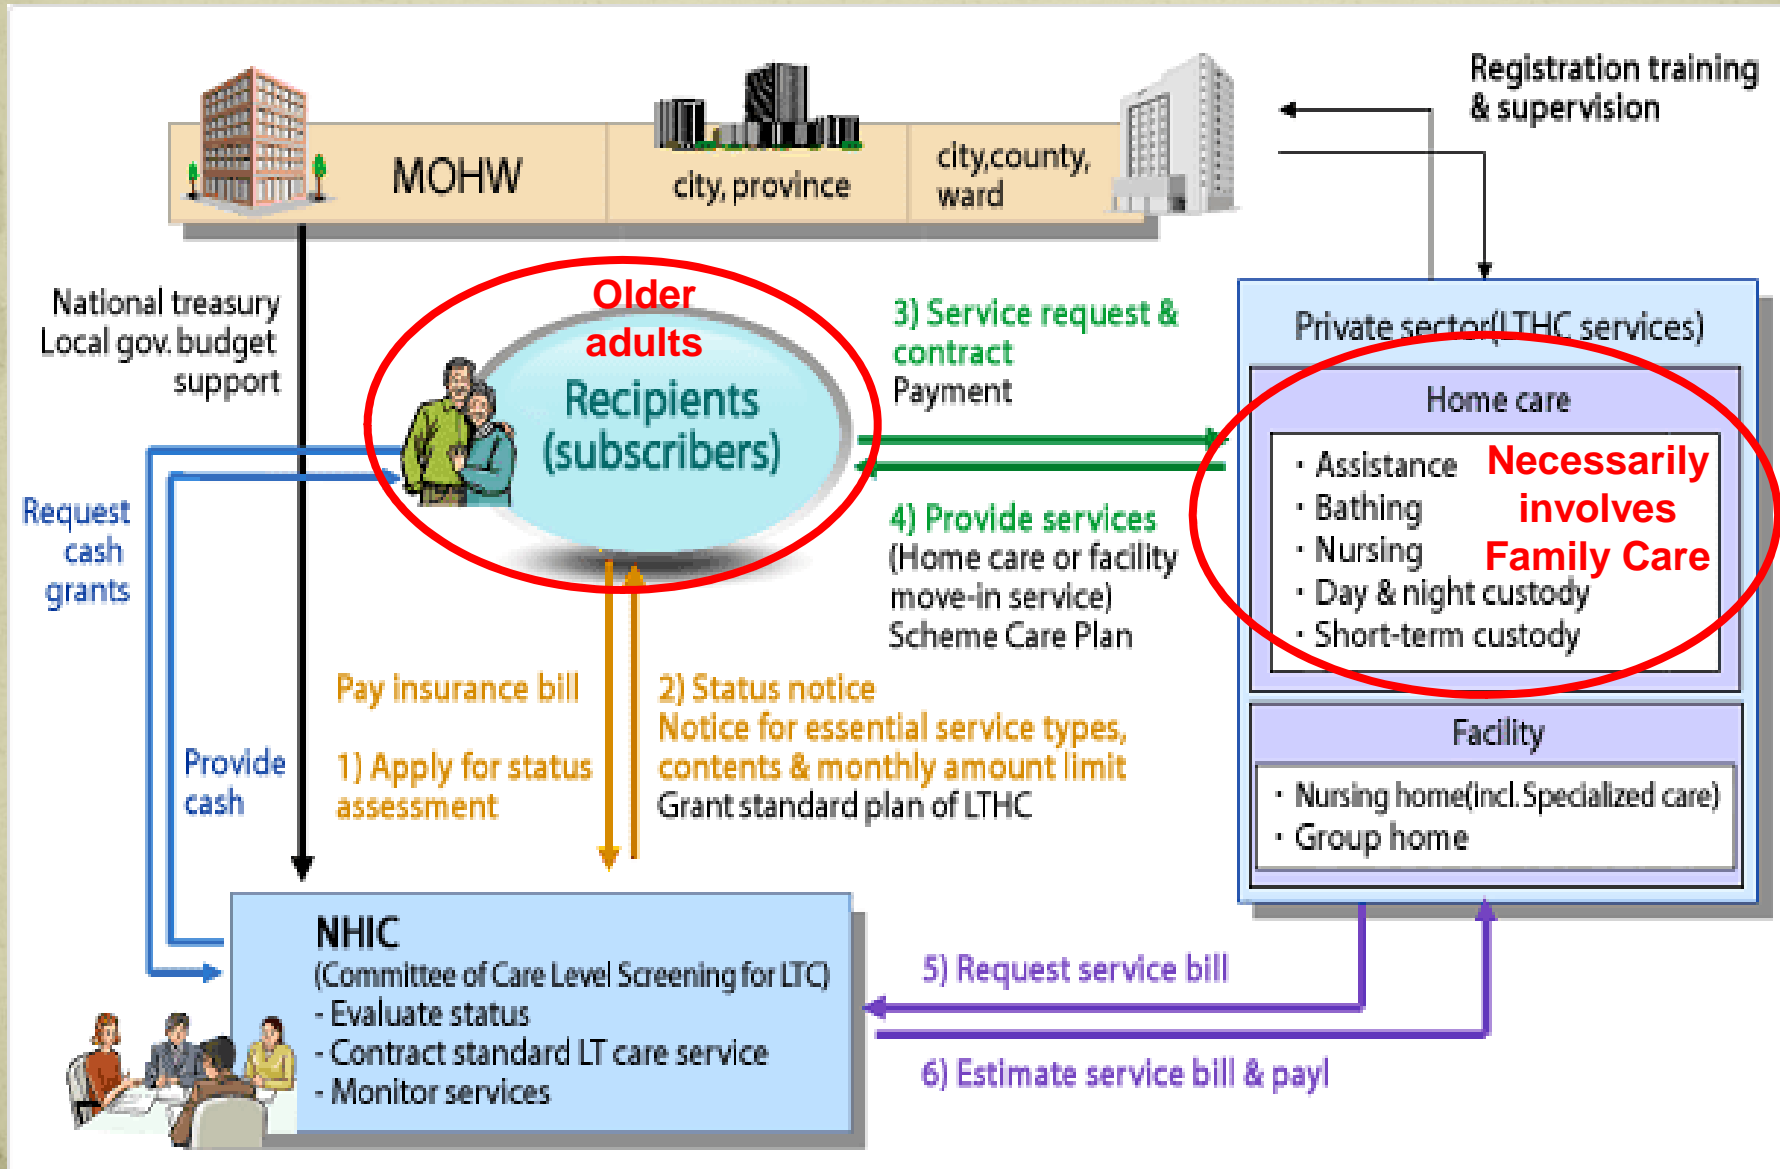 Registration training
& supervision
MOHW
city, province
city,county,
ward
National treasury
Local gov. budget
support
Older
adults
Recipients
(subscribers)
3) Service request &
contract
Payment
4) Provide services
(Home care or facility
move-in service)
Scheme Care Plan
Private sector(LTHC services)
Home care
· Assistance
· Bathing
· Nursing
· Day & night custody
· Short-term custody
Necessarily
involves
Family Care
Facility
· Nursing home(incl. Specialized care)
· Group home
Request
cash
grants
Provide
cash
Pay insurance bill
1) Apply for status
assessment
2) Status notice
Notice for essential service types,
contents & monthly amount limit
Grant standard plan of LTHC
NHIC
(Committee of Care Level Screening for LTC)
- Evaluate status
- Contract standard LT care service
- Monitor services
5) Request service bill
6) Estimate service bill & payl